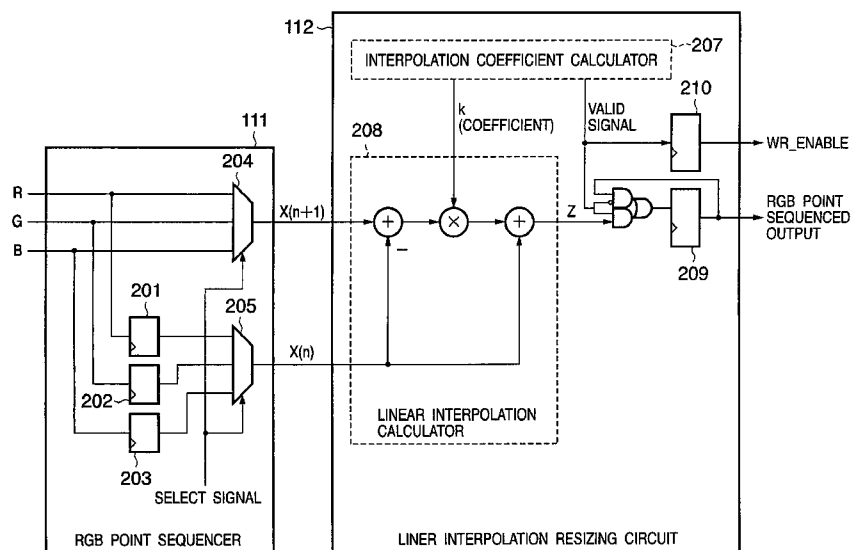 112
207
INTERPOLATION COEFFICIENT CALCULATOR
210
k
(COEFFICIENT)
VALID
SIGNAL
WR_ENABLE
111
204
208
R
G
B
X(n+1)
+
×
+
−
Z
RGB POINT
SEQUENCED
OUTPUT
209
201
205
X(n)
202
203
LINEAR INTERPOLATION
CALCULATOR
SELECT SIGNAL
RGB POINT SEQUENCER
LINER INTERPOLATION RESIZING CIRCUIT